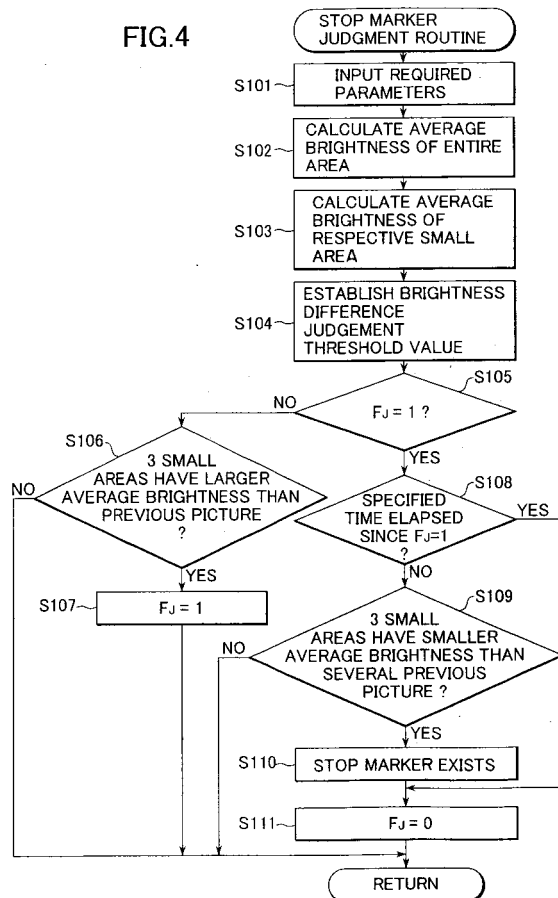 FIG.4
STOP MARKER
JUDGMENT ROUTINE
S101
INPUT REQUIRED
PARAMETERS
S102
CALCULATE AVERAGE
BRIGHTNESS OF ENTIRE
AREA
S103
CALCULATE AVERAGE
BRIGHTNESS OF
RESPECTIVE SMALL
AREA
S104
ESTABLISH BRIGHTNESS
DIFFERENCE
JUDGEMENT
THRESHOLD VALUE
S105
NO
FJ = 1 ?
YES
S106
3 SMALL
AREAS HAVE LARGER
AVERAGE BRIGHTNESS THAN
PREVIOUS PICTURE
?
NO
YES
S107
FJ = 1
S108
SPECIFIED
TIME ELAPSED
SINCE FJ=1
?
YES
NO
S109
3 SMALL
AREAS HAVE SMALLER
AVERAGE BRIGHTNESS THAN
SEVERAL PREVIOUS
PICTURE ?
NO
YES
S110
STOP MARKER EXISTS
S111
FJ = 0
RETURN